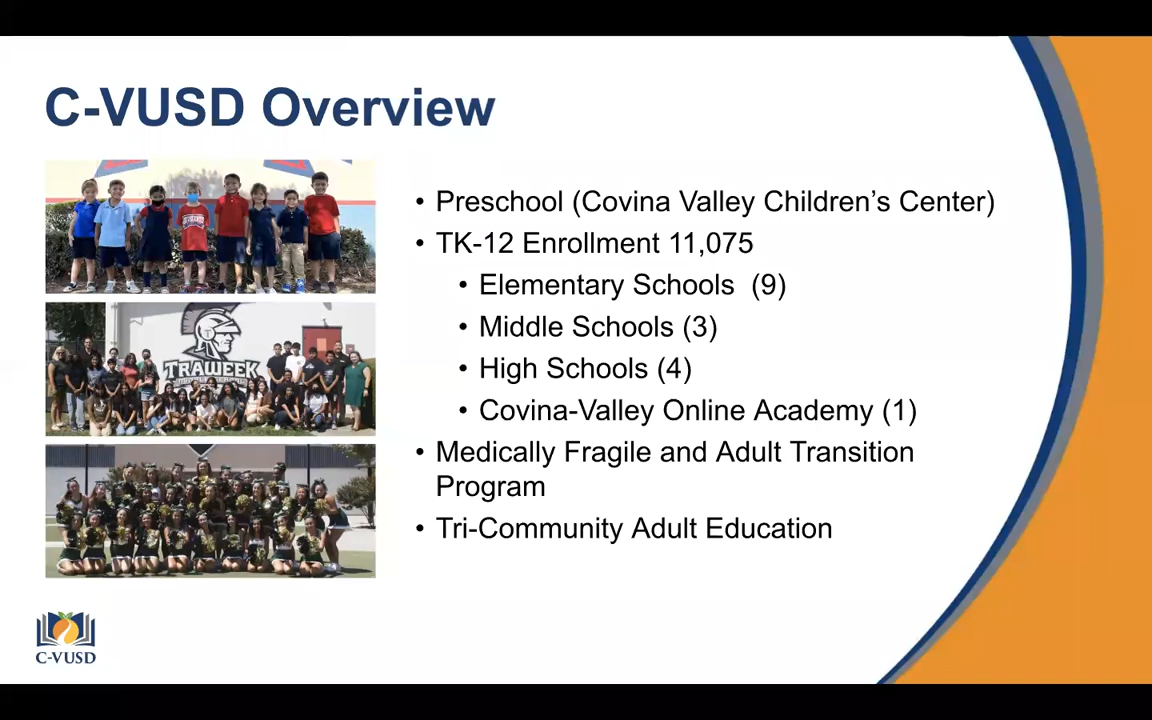 C-VUSD Overview
• Preschool (Covina Valley Children’s Center)
• TK-12 Enrollment 11,075
• Elementary Schools (9)
• Middle Schools (3)
• High Schools (4)
• Covina-Valley Online Academy (1)
• Medically Fragile and Adult Transition
Program
• Tri-Community Adult Education
TRAWEEK
C-VUSD